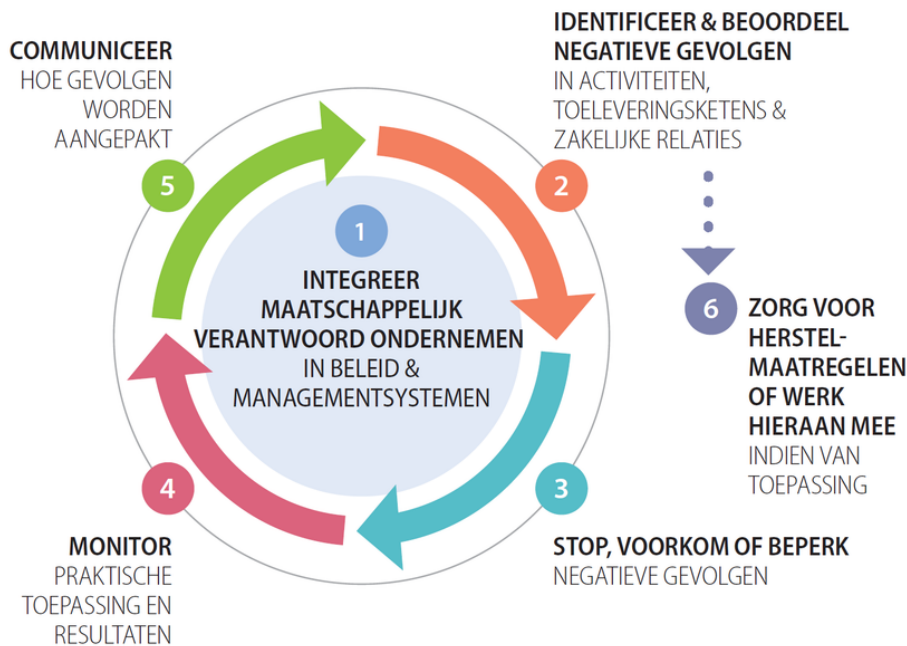 1
INTEGREER
MAATSCHAPPELIJK
VERANTWOORD ONDERNEMEN
IN BELEID &
MANAGEMENTSYSTEMEN
2
IDENTIFICEER & BEOORDEEL
NEGATIEVE GEVOLGEN
IN ACTIVITEITEN,
TOELEVERINGSKETENS &
ZAKELIJKE RELATIES
3
STOP, VOORKOM OF BEPERK
NEGATIEVE GEVOLGEN
4
MONITOR
PRAKTISCHE
TOEPASSING EN
RESULTATEN
5
COMMUNICEER
HOE GEVOLGEN
WORDEN
AANGEPAKT
6
ZORG VOOR
HERSTEL-
MAATREGELEN
OF WERK
HIERAAN MEE
INDIEN VAN
TOEPASSING